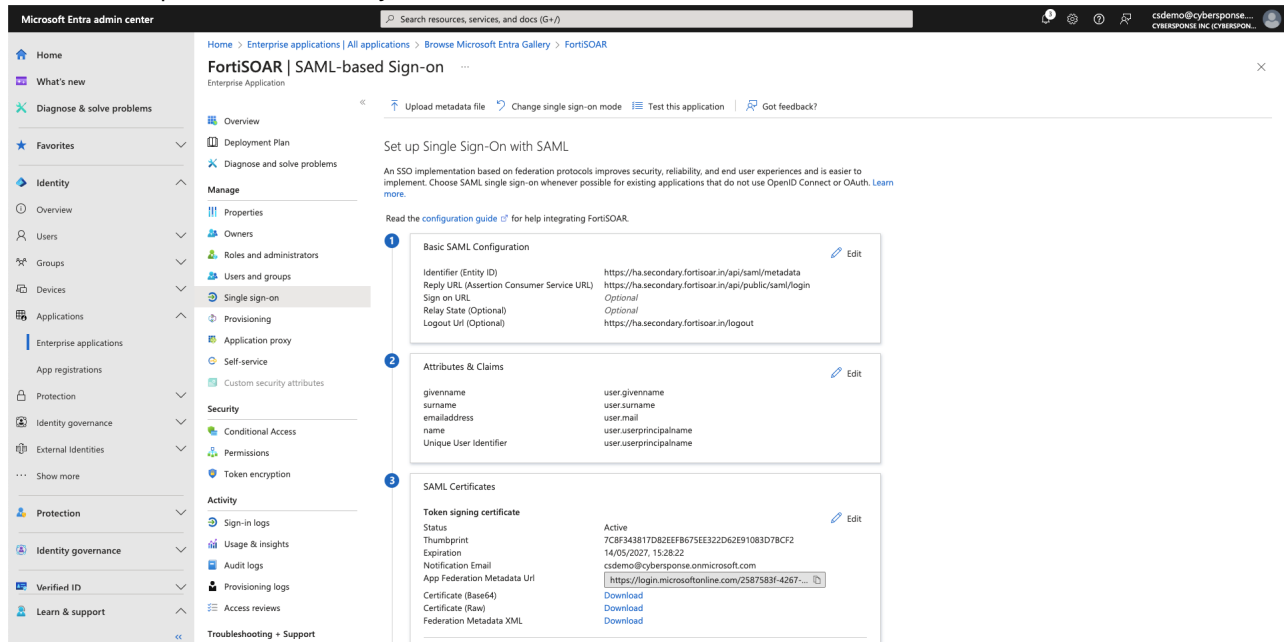 Microsoft Entra admin center
Search resources, services, and docs (G+/)
csdemo@cybersponse....
CYBERSPONSE INC (CYBERSPON...
Home
What's new
Diagnose & solve problems
Favorites
Identity
Overview
Users
Groups
Devices
Applications
Enterprise applications
App registrations
Protection
Identity governance
External Identities
Show more
Protection
Identity governance
Verified ID
Learn & support
Home > Enterprise applications | All applications > Browse Microsoft Entra Gallery > FortiSOAR
FortiSOAR | SAML-based Sign-on ...
Enterprise Application
Overview
Deployment Plan
Diagnose and solve problems
Manage
Properties
Owners
Roles and administrators
Users and groups
Single sign-on
Provisioning
Application proxy
Self-service
Custom security attributes
Security
Conditional Access
Permissions
Token encryption
Activity
Sign-in logs
Usage & insights
Audit logs
Provisioning logs
Access reviews
Troubleshooting + Support
Upload metadata file Change single sign-on mode Test this application Got feedback?
Set up Single Sign-On with SAML
An SSO implementation based on federation protocols improves security, reliability, and end user experiences and is easier to
implement. Choose SAML single sign-on whenever possible for existing applications that do not use OpenID Connect or OAuth. Learn
more.
Read the configuration guide for help integrating FortiSOAR.
1
Basic SAML Configuration
Edit
Identifier (Entity ID) https://ha.secondary.fortisoar.in/api/saml/metadata
Reply URL (Assertion Consumer Service URL) https://ha.secondary.fortisoar.in/api/public/saml/login
Sign on URL Optional
Relay State (Optional) Optional
Logout Url (Optional) https://ha.secondary.fortisoar.in/logout
2
Attributes & Claims
Edit
givenname user.givenname
surname user.surname
emailaddress user.mail
name user.userprincipalname
Unique User Identifier user.userprincipalname
3
SAML Certificates
Token signing certificate
Edit
Status Active
Thumbprint 7C8F343817D82EEFB675EE322D62E91083D7BCF2
Expiration 14/05/2027, 15:28:22
Notification Email csdemo@cybersponse.onmicrosoft.com
App Federation Metadata Url https://login.microsoftonline.com/2587583f-4267-...
Certificate (Base64) Download
Certificate (Raw) Download
Federation Metadata XML Download